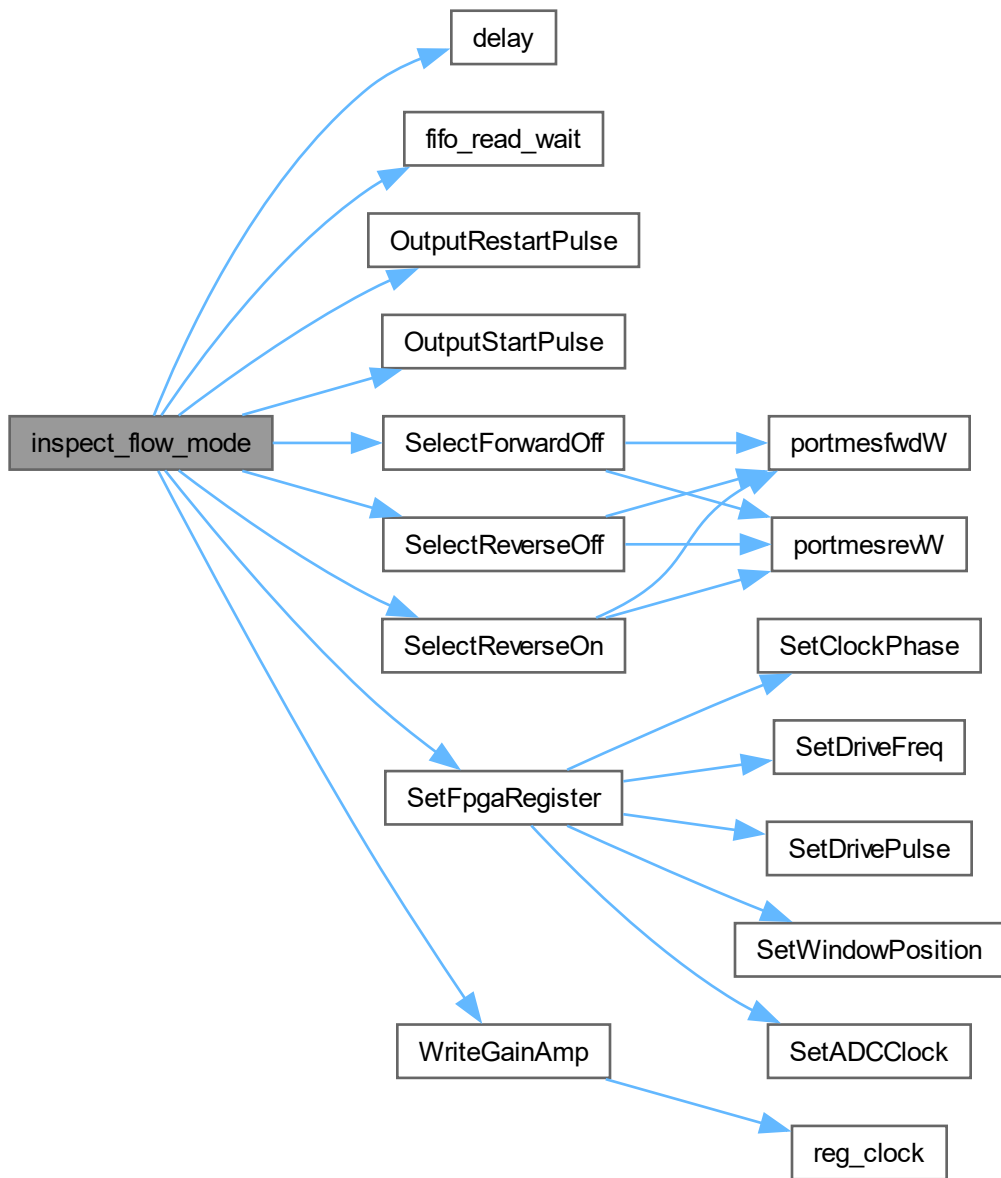 delay
fifo_read_wait
OutputRestartPulse
OutputStartPulse
inspect_flow_mode
SelectForwardOff
portmesfwdW
SelectReverseOff
portmesrevW
SelectReverseOn
SetClockPhase
SetDriveFreq
SetFpgaRegister
SetDrivePulse
SetWindowPosition
WriteGainAmp
SetADCClock
reg_clock